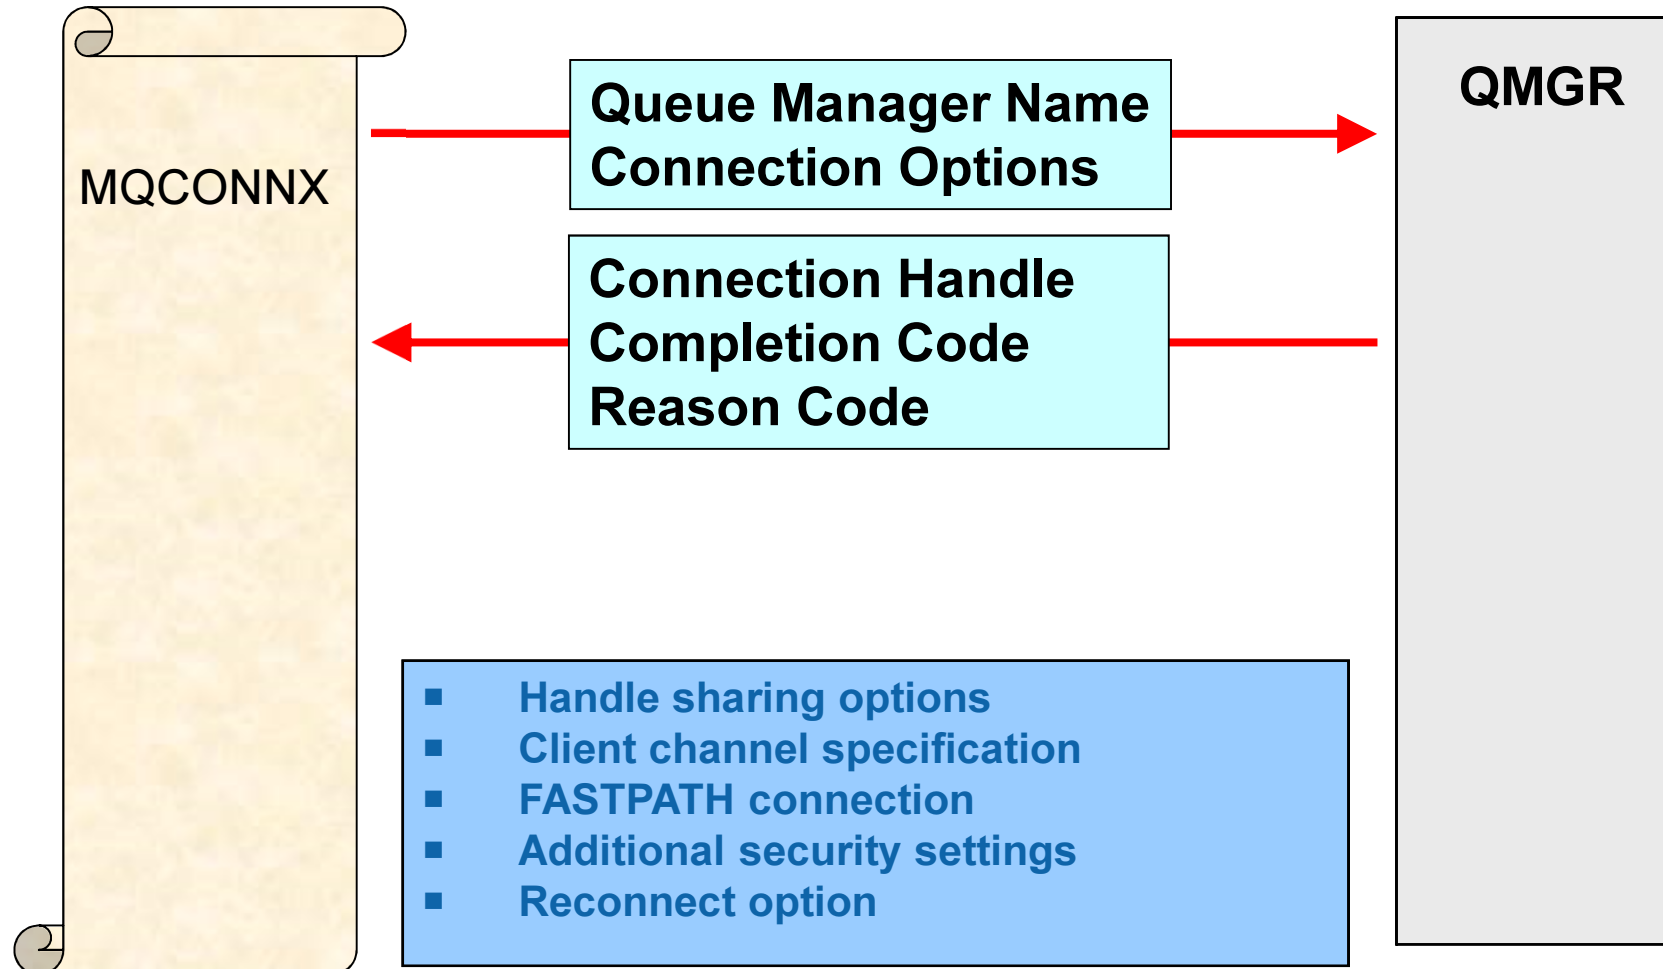 MQCONNX
Queue Manager Name
Connection Options
QMGR
Connection Handle
Completion Code
Reason Code
▪ Handle sharing options
▪ Client channel specification
▪ FASTPATH connection
▪ Additional security settings
▪ Reconnect option